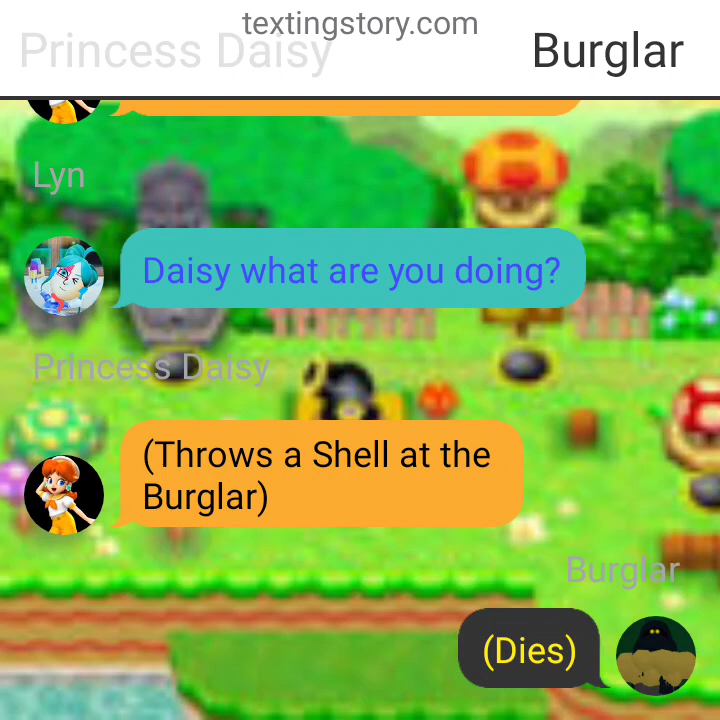 textingstory.com
Princess Daisy
Burglar
Lyn
Daisy what are you doing?
Princess Daisy
(Throws a Shell at the
Burglar)
Burglar
(Dies)